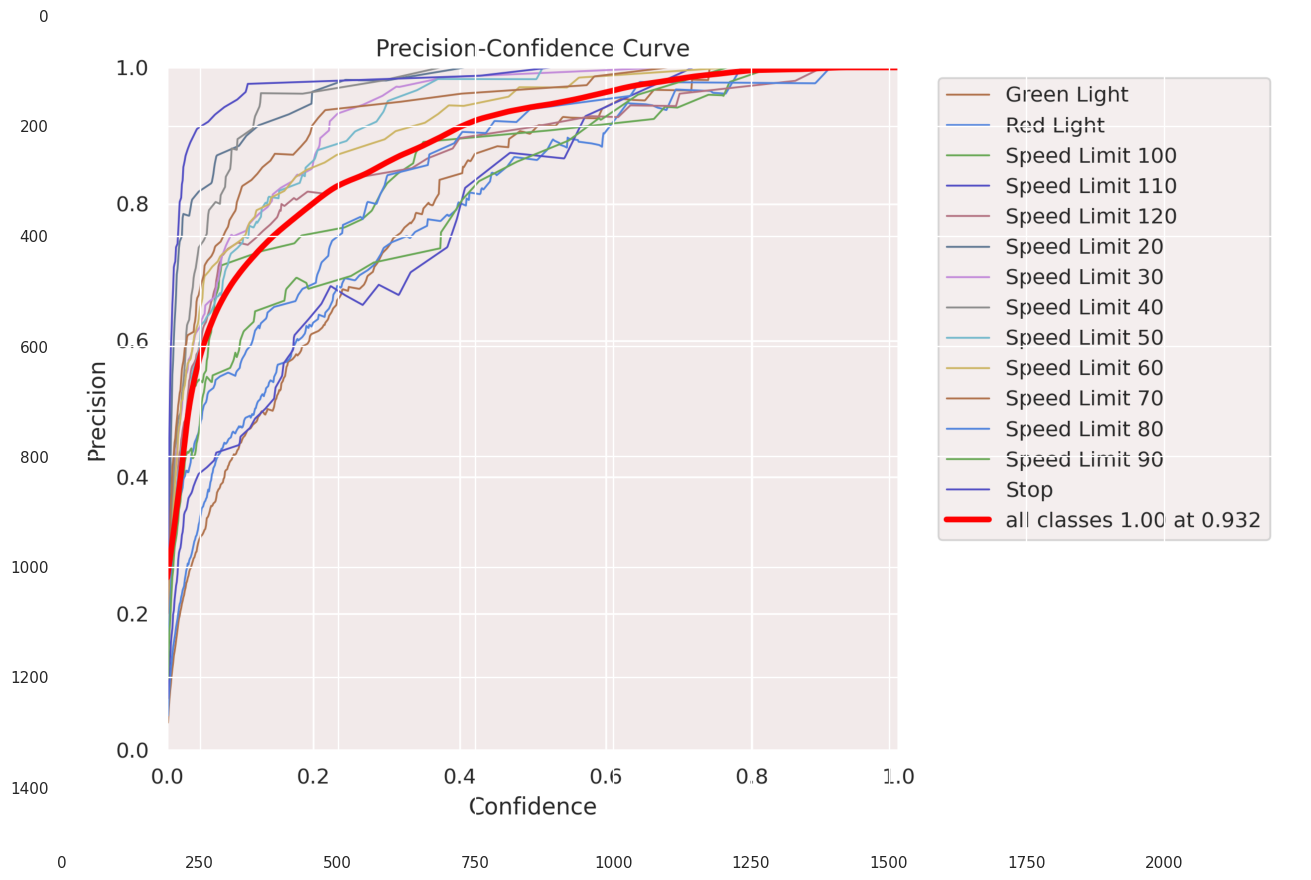 0
Precision-Confidence Curve
1.0
Green Light
Red Light
200
Speed Limit 100
Speed Limit 110
0.8
Speed Limit 120
400
Speed Limit 20
Speed Limit 30
Speed Limit 40
0.6
Speed Limit 50
600
Speed Limit 60
Precision
Speed Limit 70
Speed Limit 80
800
Speed Limit 90
0.4
Stop
all classes 1.00 at 0.932
1000
0.2
1200
0.0
0.0 0.2 0.4 0.6 0.8 1.0
1400
Confidence
0 250 500 750 1000 1250 1500 1750 2000